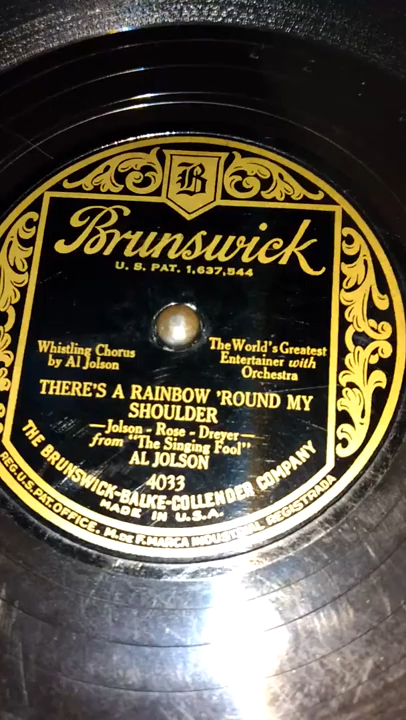 B
Brunswick
U. S. PAT. 1,637,544
Whistling Chorus
by Al Jolson
The World's Greatest
Entertainer with
Orchestra
THERE'S A RAINBOW 'ROUND MY
SHOULDER
—Jolson - Rose - Dreyer—
from "The Singing Fool"
AL JOLSON
4033
THE BRUNSWICK-BALKE-COLLENDER COMPANY
MADE IN U.S.A.
REG. U.S. PAT. OFFICE. M. DE F. MARCA INDUSTRIAL REGISTRADA